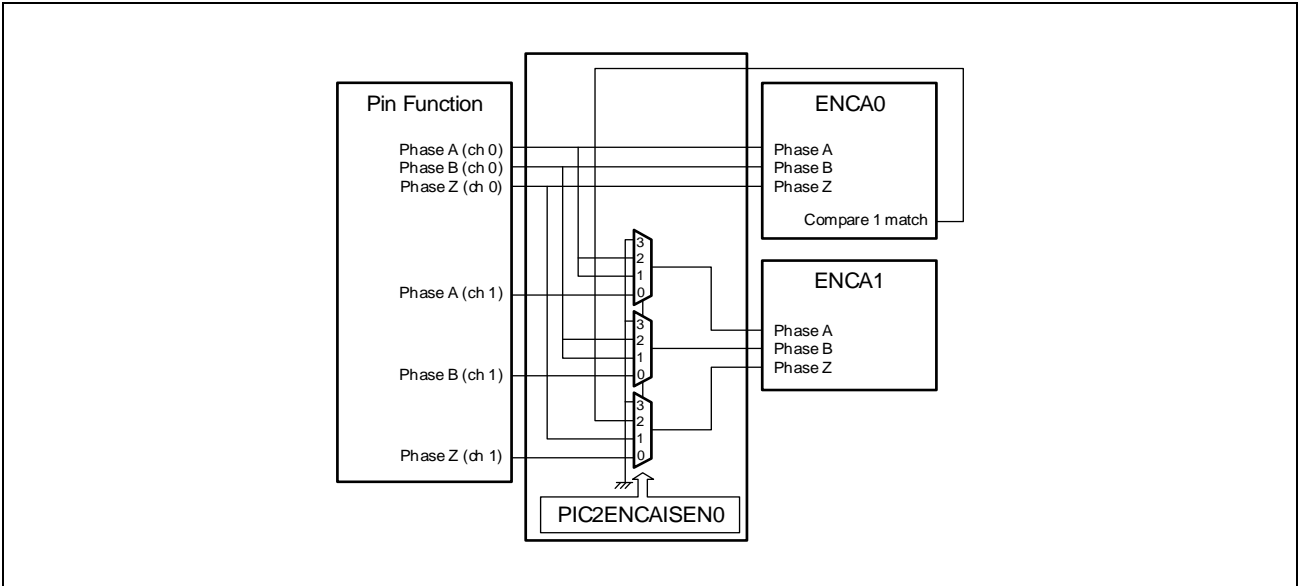 Pin Function
Phase A (ch 0)
Phase B (ch 0)
Phase Z (ch 0)
Phase A (ch 1)
Phase B (ch 1)
Phase Z (ch 1)
3
2
1
0
3
2
1
0
3
2
1
0
PIC2ENCAISEN0
ENCA0
Phase A
Phase B
Phase Z
Compare 1 match
ENCA1
Phase A
Phase B
Phase Z